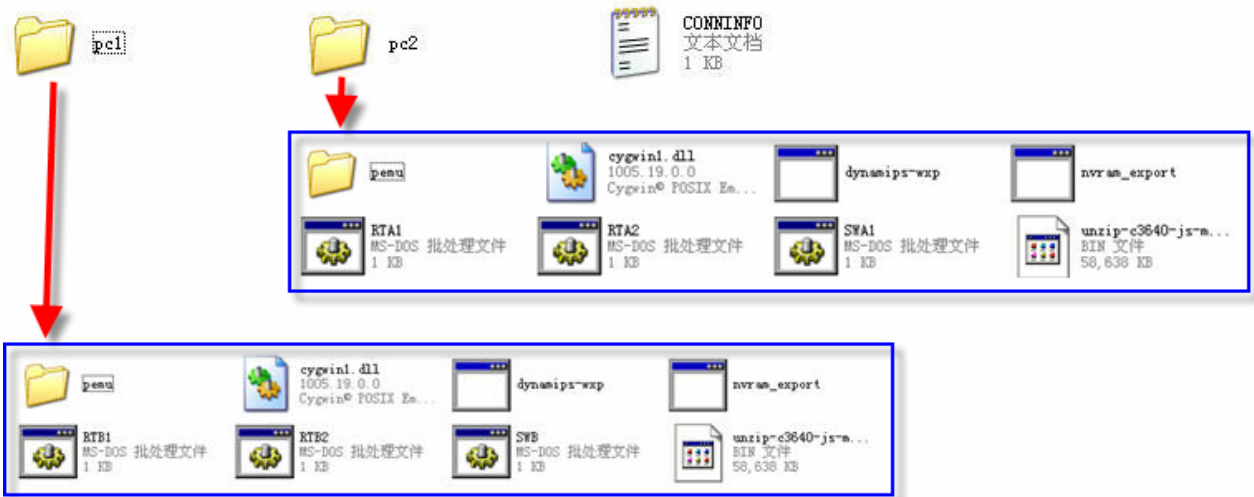 pc1
pc2
CONNINFO
文本文档
1 KB
pemu
cygwin1.dll
1005.19.0.0
Cygwin® POSIX Em...
dynamips-wxp
nvram_export
RTA1
MS-DOS 批处理文件
1 KB
RTA2
MS-DOS 批处理文件
1 KB
SWA1
MS-DOS 批处理文件
1 KB
unzip-c3640-js-m...
BIN 文件
58,638 KB
pemu
cygwin1.dll
1005.19.0.0
Cygwin® POSIX Em...
dynamips-wxp
nvram_export
RTB1
MS-DOS 批处理文件
1 KB
RTB2
MS-DOS 批处理文件
1 KB
SWB
MS-DOS 批处理文件
1 KB
unzip-c3640-js-m...
BIN 文件
58,638 KB